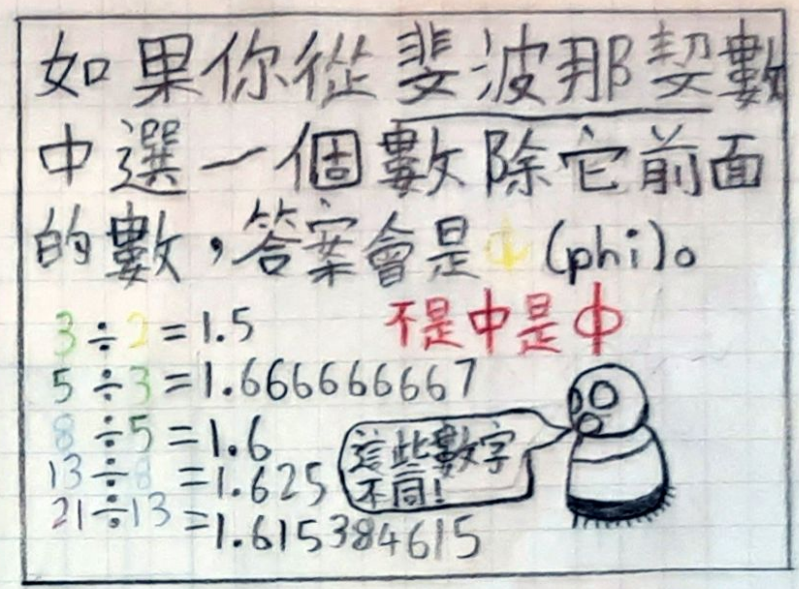 如果你從斐波那契數
中選一個數除它前面
的數，答案會是φ(phi)。
不是中是φ
3÷2=1.5
5÷3=1.666666667
8÷5=1.6
13÷8=1.625
21÷13=1.615384615
這些數字
不同!